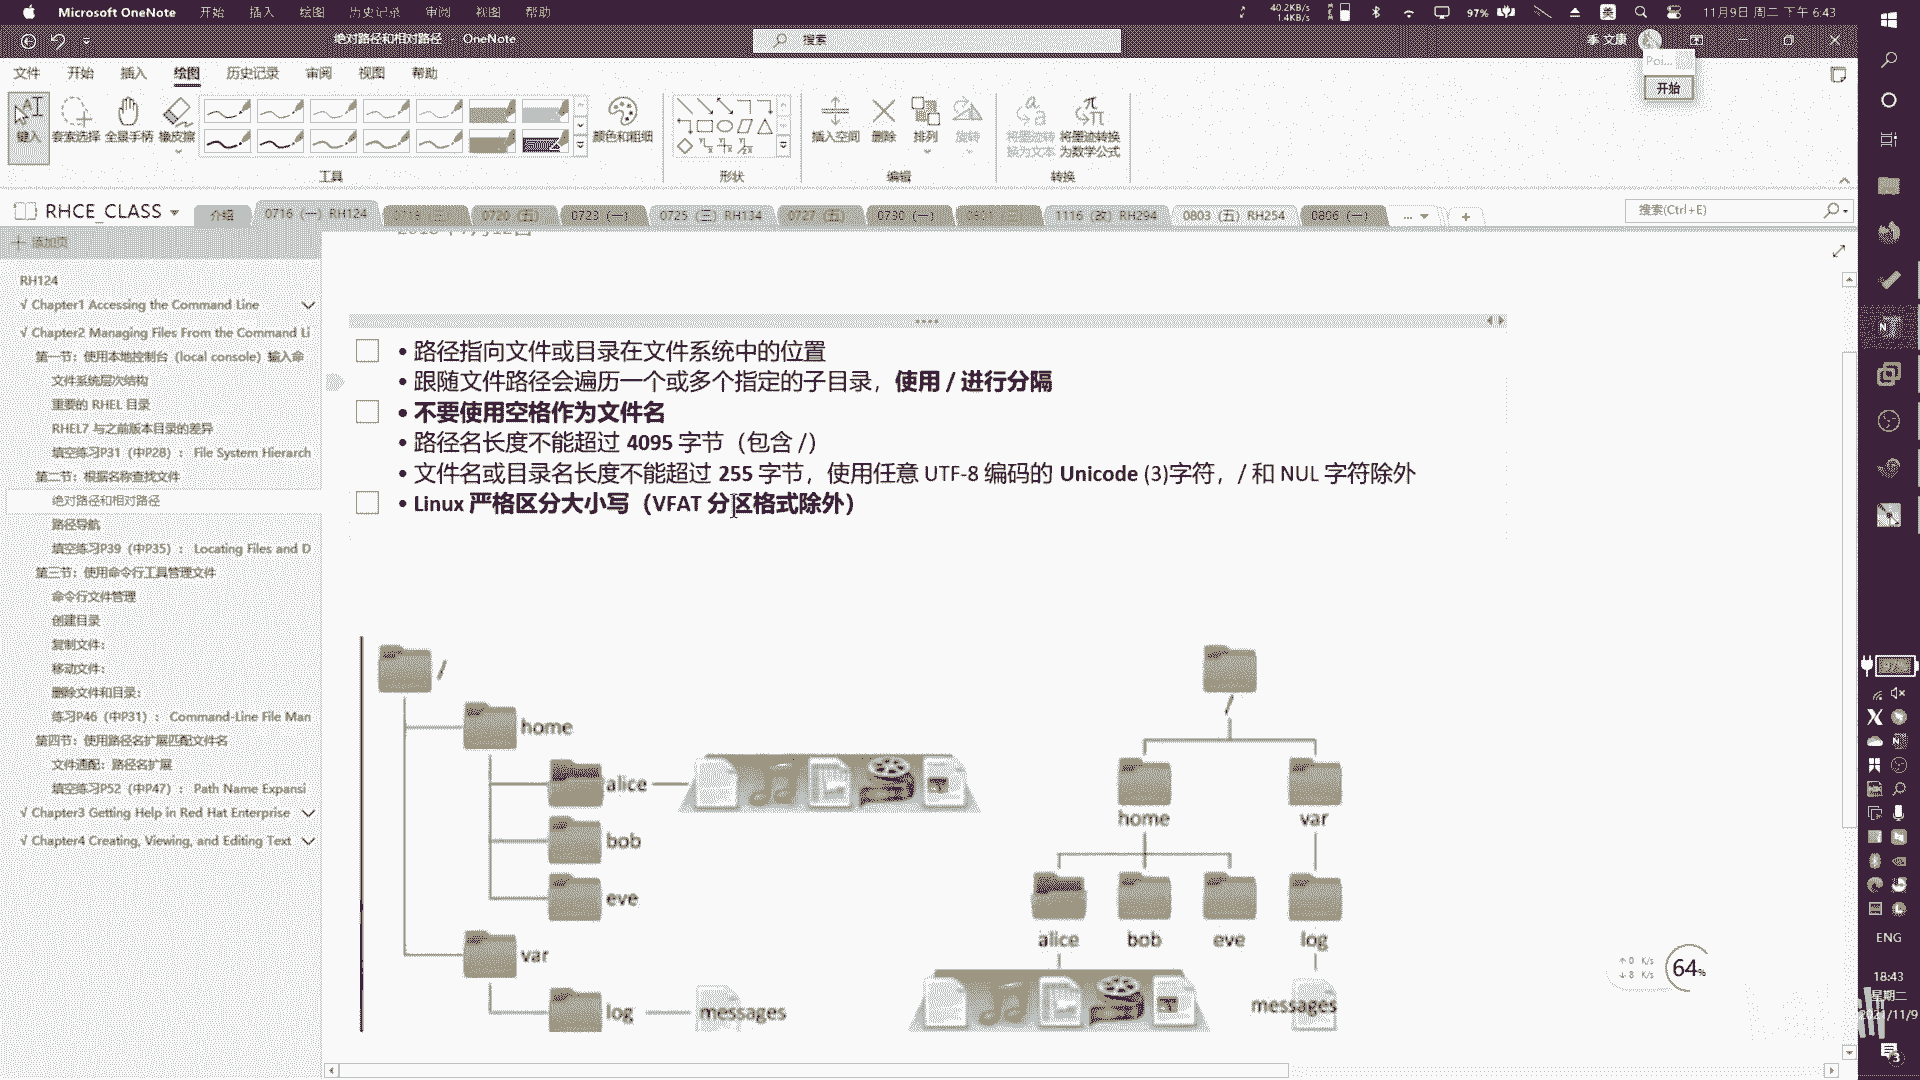 Microsoft OneNote 开始 插入 绘图 历史记录 审阅 视图 帮助
40.2KB/s
1.4KB/s
97%
英
11月9日 周二 下午 6:43
绝对路径和相对路径 - OneNote
搜索
季 文康
Poi...
开始
文件 开始 插入 绘图 历史记录 审阅 视图 帮助
键入 套索选择 全景手柄 橡皮擦
颜色和粗细
插入空间 删除 排列 旋转
将墨迹转换为文本 将墨迹转换为数学公式
工具 形状 编辑 转换
RHCE_CLASS
介绍 0716（一）RH124 0720（五） 0723（一） 0725（三）RH134 0727（五） 0730（一） 0801（三） 1116（改）RH294 0803（五）RH254 0806（一） ... +
搜索(Ctrl+E)
添加页
RH124
√ Chapter1 Accessing the Command Line
√ Chapter2 Managing Files From the Command Li
第一节：使用本地控制台（local console）输入命
文件系统层次结构
重要的 RHEL 目录
RHEL7 与之前版本目录的差异
填空练习P31（中P28）： File System Hierarch
第二节：根据名称查找文件
绝对路径和相对路径
路径导航
填空练习P39（中P35）： Locating Files and D
第三节：使用命令行工具管理文件
命令行文件管理
创建目录
复制文件:
移动文件:
删除文件和目录:
练习P46（中P31）： Command-Line File Man
第四节：使用路径名扩展匹配文件名
文件通配：路径名扩展
填空练习P52（中P47）： Path Name Expansi
√ Chapter3 Getting Help in Red Hat Enterprise
√ Chapter4 Creating, Viewing, and Editing Text
• 路径指向文件或目录在文件系统中的位置
• 跟随文件路径会遍历一个或多个指定的子目录，使用 / 进行分隔
• 不要使用空格作为文件名
• 路径名长度不能超过 4095 字节（包含 /）
• 文件名或目录名长度不能超过 255 字节，使用任意 UTF-8 编码的 Unicode (3)字符，/ 和 NUL 字符除外
• Linux 严格区分大小写（VFAT 分区格式除外）
/
home
alice
bob
eve
var
log
messages
/
home var
alice bob eve log
messages
↑ 0 K/s
↓ 8 K/s
64%
ENG
18:43
星期二
2021/11/9
3